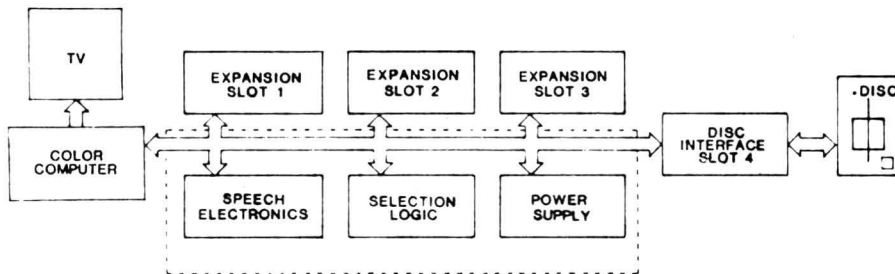 TV
EXPANSION
SLOT 1
EXPANSION
SLOT 2
EXPANSION
SLOT 3
.DISC
COLOR
COMPUTER
DISC
INTERFACE
SLOT 4
SPEECH
ELECTRONICS
SELECTION
LOGIC
POWER
SUPPLY